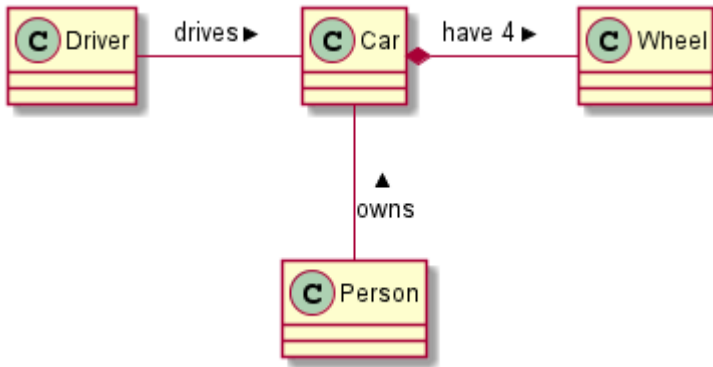 C Driver
drives ▶
C Car
have 4 ▶
C Wheel
▲
owns
C Person